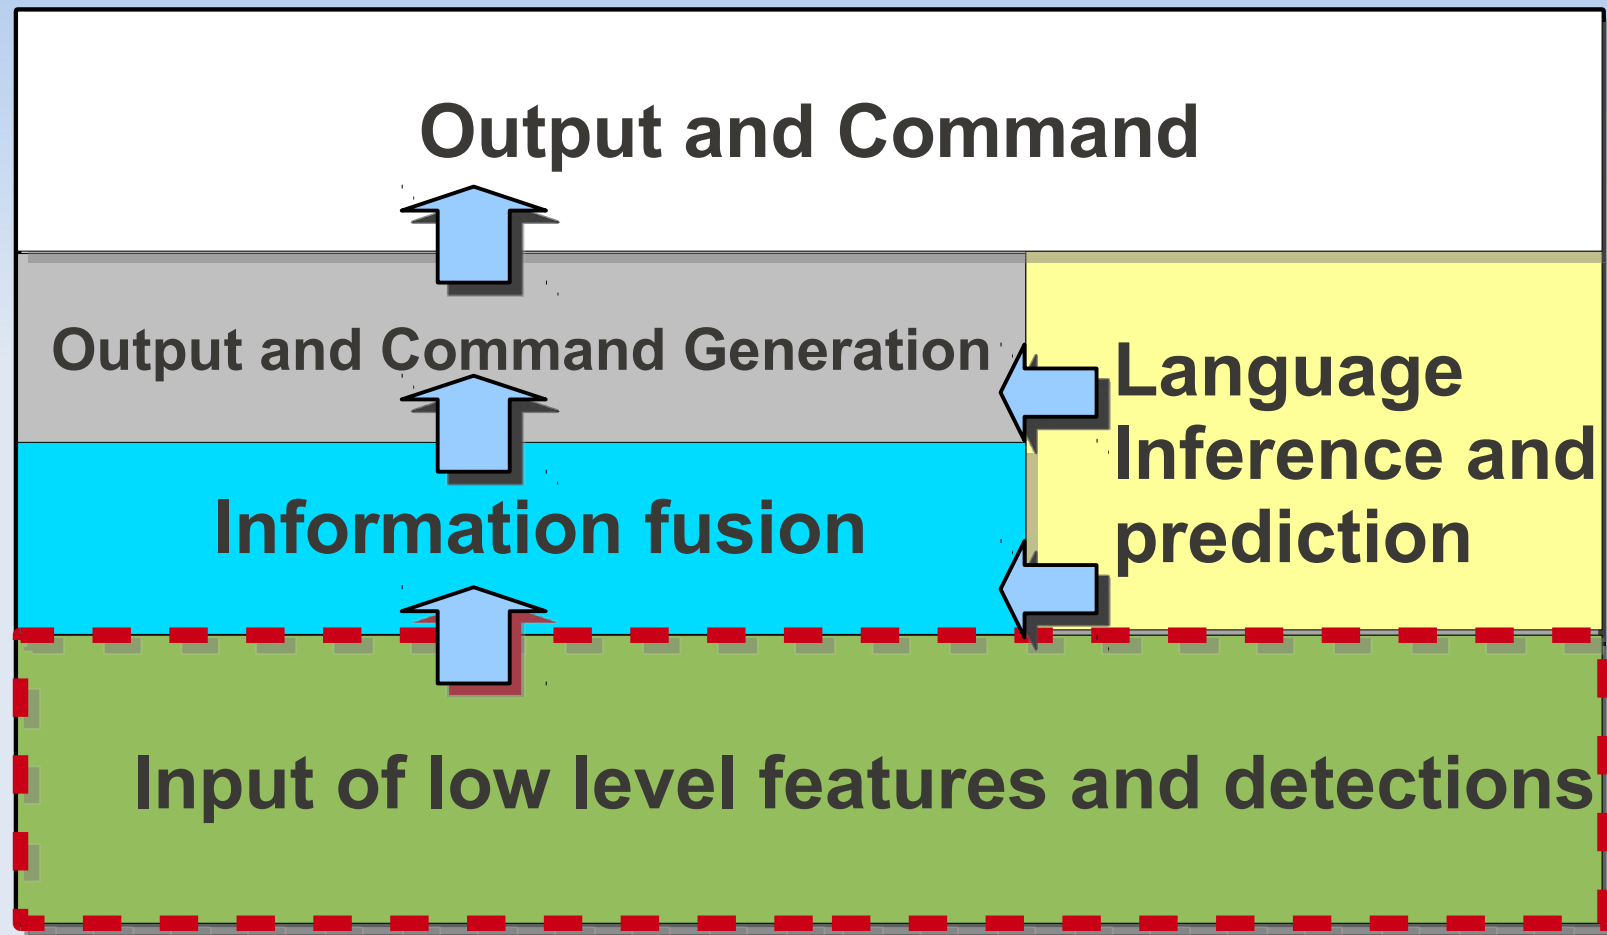 Output and Command
Output and Command Generation
Language
Inference and
prediction
Information fusion
Input of low level features and detections